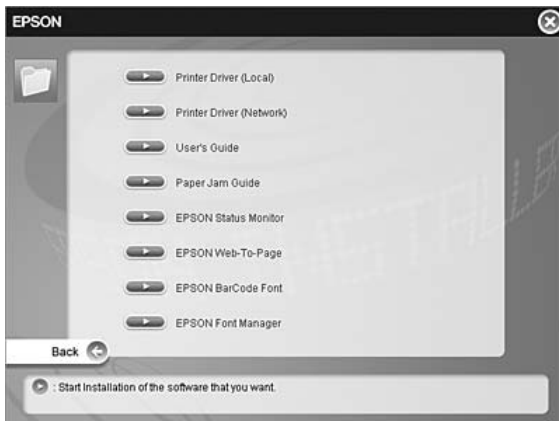 EPSON
Printer Driver (Local)
Printer Driver (Network)
User's Guide
Paper Jam Guide
EPSON Status Monitor
EPSON Web-To-Page
EPSON BarCode Font
EPSON Font Manager
Back
: Start Installation of the software that you want.